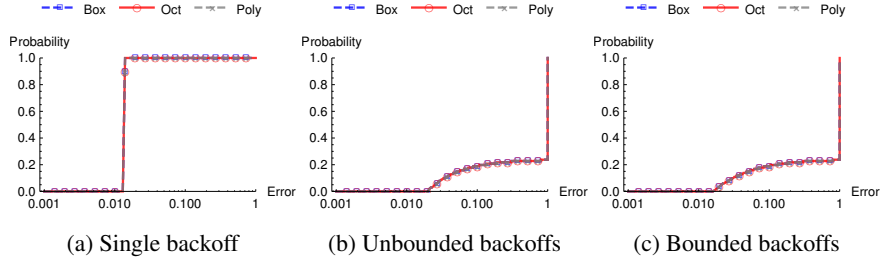 Box Oct Poly Box Oct Poly Box Oct Poly
Probability Probability Probability
1.0 1.0 1.0
0.8 0.8 0.8
0.6 0.6 0.6
0.4 0.4 0.4
0.2 0.2 0.2
0.0 0.0 0.0
Error Error Error
0.001 0.010 0.100 1 0.001 0.010 0.100 1 0.001 0.010 0.100 1
(a) Single backoff (b) Unbounded backoffs (c) Bounded backoffs